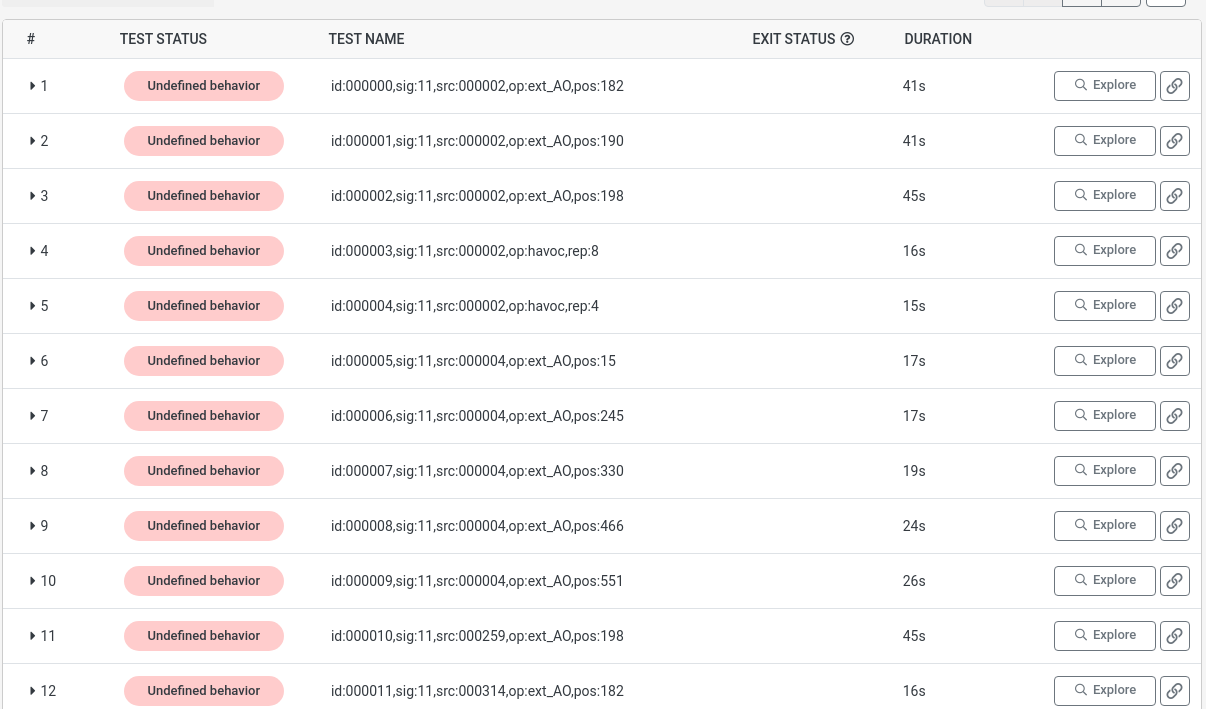 # TEST STATUS TEST NAME EXIT STATUS DURATION
1 Undefined behavior id:000000,sig:11,src:000002,op:ext_AO,pos:182 41s Explore
2 Undefined behavior id:000001,sig:11,src:000002,op:ext_AO,pos:190 41s Explore
3 Undefined behavior id:000002,sig:11,src:000002,op:ext_AO,pos:198 45s Explore
4 Undefined behavior id:000003,sig:11,src:000002,op:havoc,rep:8 16s Explore
5 Undefined behavior id:000004,sig:11,src:000002,op:havoc,rep:4 15s Explore
6 Undefined behavior id:000005,sig:11,src:000004,op:ext_AO,pos:15 17s Explore
7 Undefined behavior id:000006,sig:11,src:000004,op:ext_AO,pos:245 17s Explore
8 Undefined behavior id:000007,sig:11,src:000004,op:ext_AO,pos:330 19s Explore
9 Undefined behavior id:000008,sig:11,src:000004,op:ext_AO,pos:466 24s Explore
10 Undefined behavior id:000009,sig:11,src:000004,op:ext_AO,pos:551 26s Explore
11 Undefined behavior id:000010,sig:11,src:000259,op:ext_AO,pos:198 45s Explore
12 Undefined behavior id:000011,sig:11,src:000314,op:ext_AO,pos:182 16s Explore